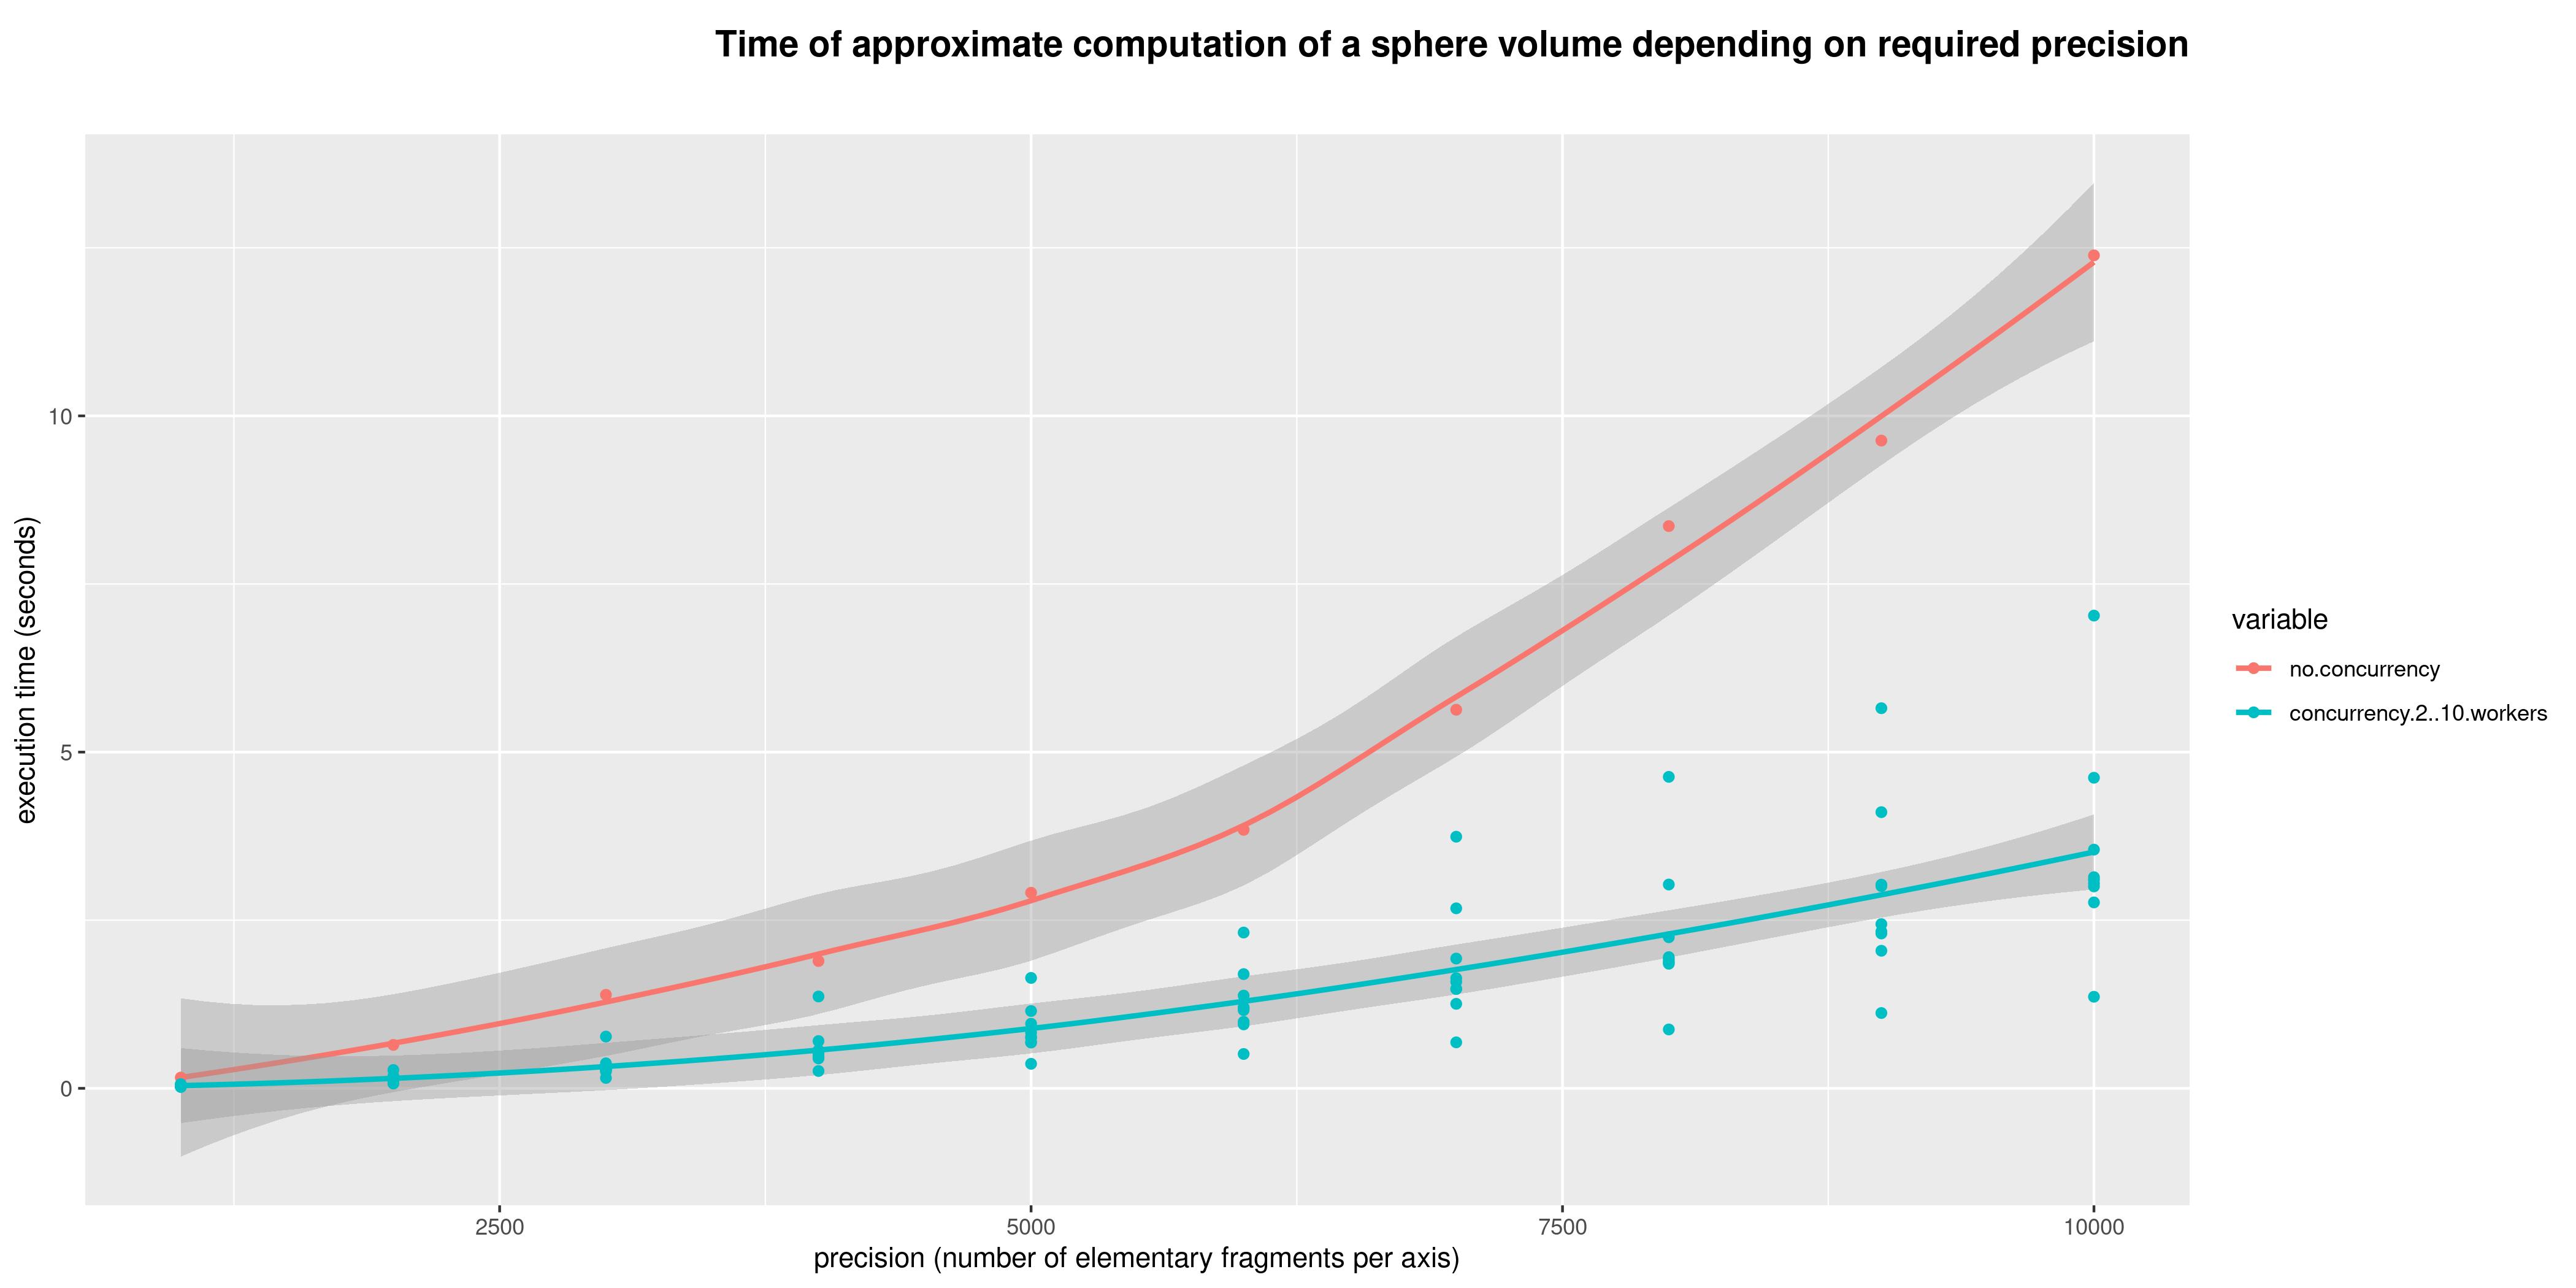 Time of approximate computation of a sphere volume depending on required precision
10
5
0
execution time (seconds)
2500 5000 7500 10000
precision (number of elementary fragments per axis)
variable
no.concurrency
concurrency.2..10.workers